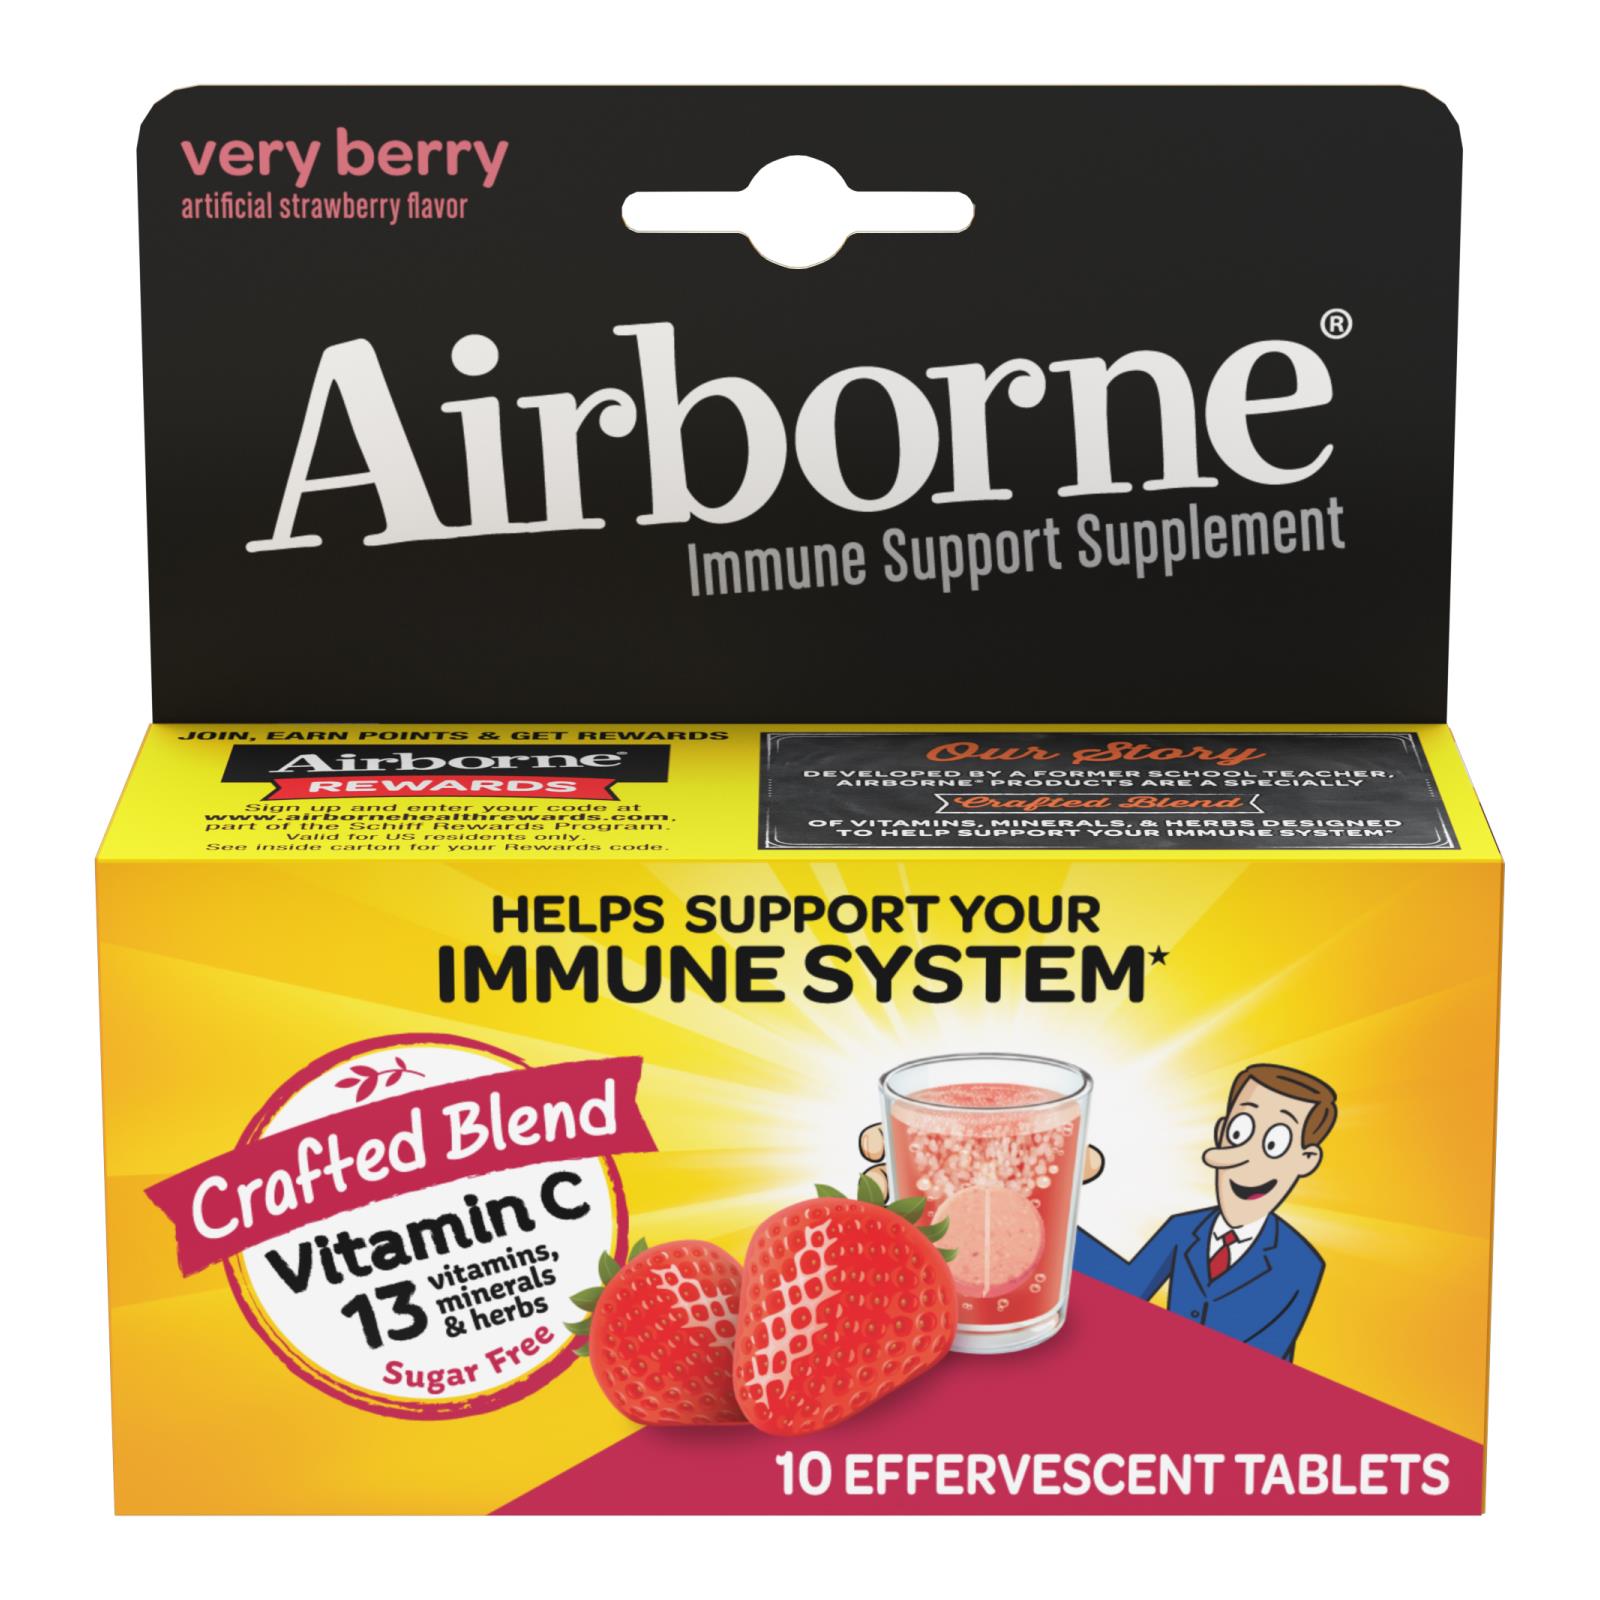 very berry
artificial strawberry flavor
Airborne®
Immune Support Supplement
JOIN, EARN POINTS & GET REWARDS
Airborne®
REWARDS
Sign up and enter your code at
www.airbornehealthrewards.com,
part of the Schiff Rewards Program.
Valid for US residents only.
See inside carton for your Rewards code.
Our Story
DEVELOPED BY A FORMER SCHOOL TEACHER,
AIRBORNE® PRODUCTS ARE A SPECIALLY
Crafted Blend
OF VITAMINS, MINERALS, & HERBS DESIGNED
TO HELP SUPPORT YOUR IMMUNE SYSTEM*
HELPS SUPPORT YOUR
IMMUNE SYSTEM*
Crafted Blend
Vitamin C
13 vitamins,
minerals
& herbs
Sugar Free
10 EFFERVESCENT TABLETS